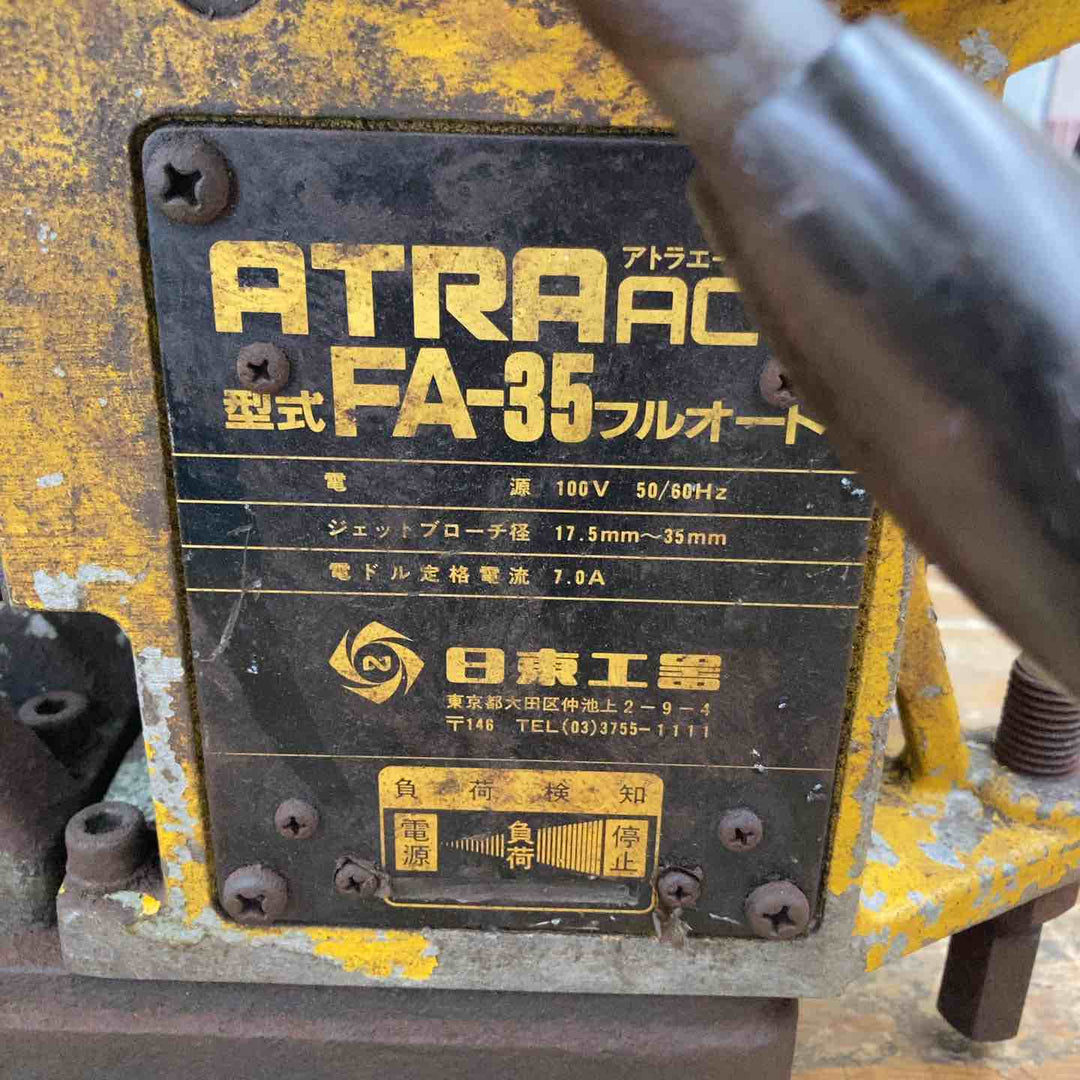 アトラエー
ATRA AC
型式 FA-35 フルオート
電源 100V 50/60Hz
ジェットブローチ径 17.5mm～35mm
電ドル定格電流 7.0A
日東工器
東京都大田区仲池上2-9-4
〒146 TEL(03)3755-1111
負荷検知
電源 負荷 停止